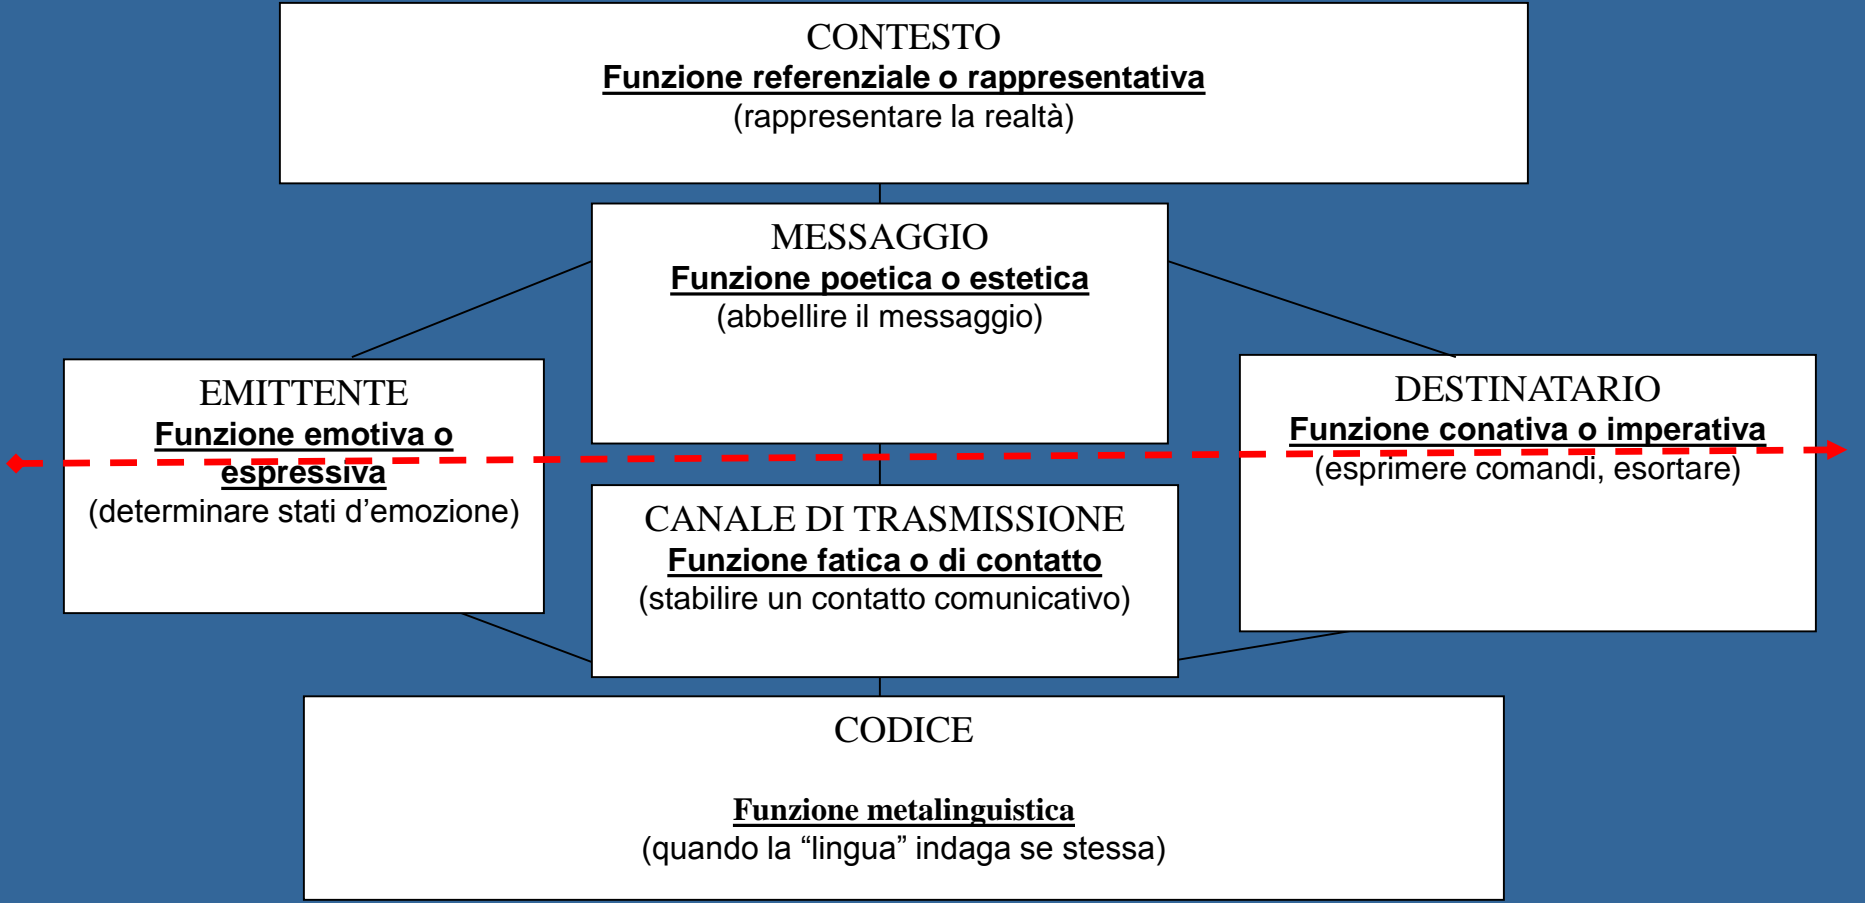 CONTESTO
Funzione referenziale o rappresentativa
(rappresentare la realtà)
MESSAGGIO
Funzione poetica o estetica
(abbellire il messaggio)
EMITTENTE
Funzione emotiva o
espressiva
(determinare stati d’emozione)
DESTINATARIO
Funzione conativa o imperativa
(esprimere comandi, esortare)
CANALE DI TRASMISSIONE
Funzione fatica o di contatto
(stabilire un contatto comunicativo)
CODICE
Funzione metalinguistica
(quando la “lingua” indaga se stessa)